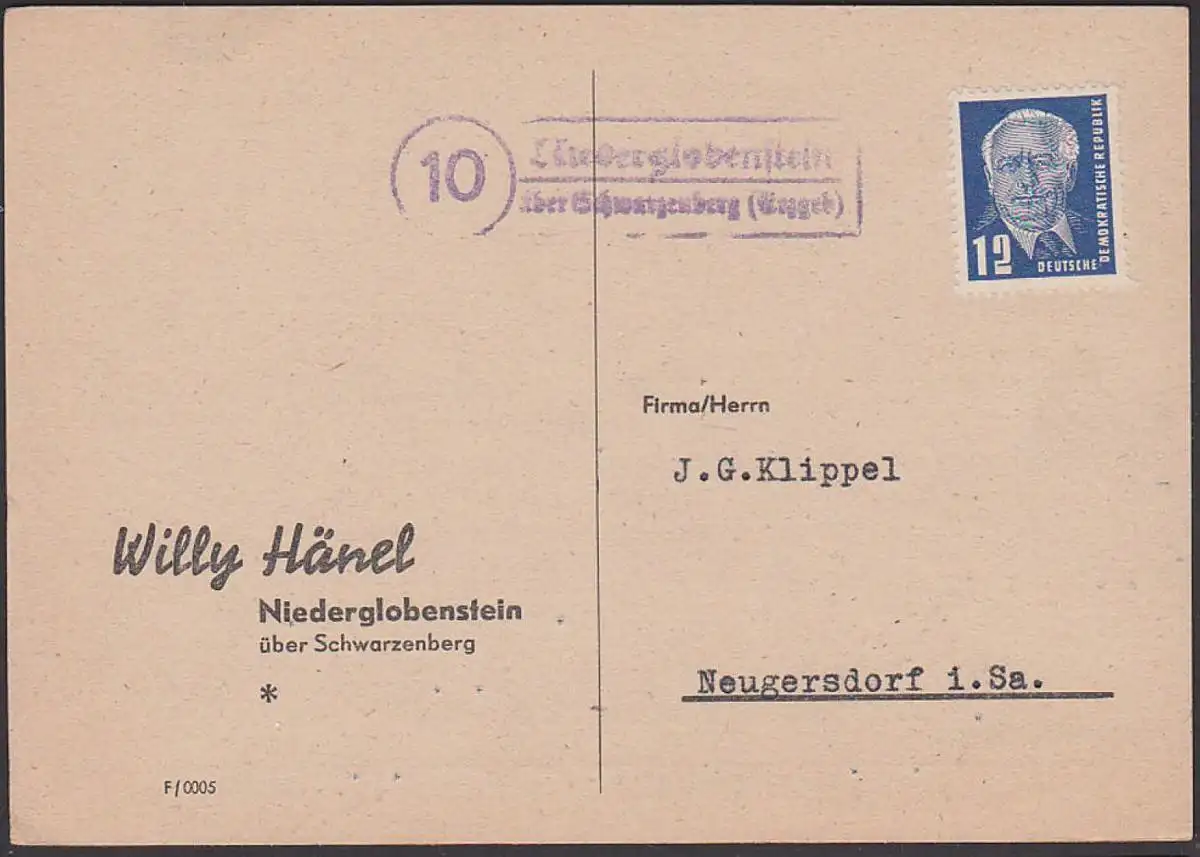 10
Niederglobenstein
über Schwarzenberg (Erzgeb)
12
DEUTSCHE
DEMOKRATISCHE REPUBLIK
Firma/Herrn
J.G.Klippel
Neugersdorf i.Sa.
Willy Hänel
Niederglobenstein
über Schwarzenberg
*
F/0005